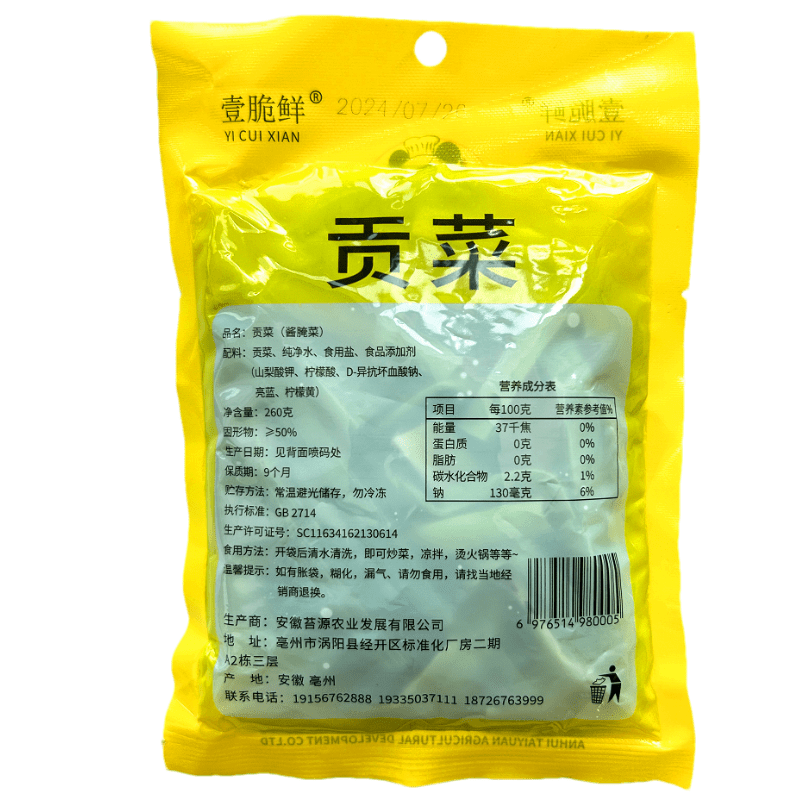 壹脆鲜®
YI CUI XIAN
2024/07/26
壹脆鲜
YI CUI XIAN
贡菜
品名：贡菜（酱腌菜）
配料：贡菜、纯净水、食用盐、食品添加剂
（山梨酸钾、柠檬酸、D-异抗坏血酸钠、
亮蓝、柠檬黄）
净含量：260克
固形物：≥50%
生产日期：见背面喷码处
保质期：9个月
贮存方法：常温避光储存，勿冷冻
执行标准：GB 2714
生产许可证号：SC11634162130614
食用方法：开袋后清水清洗，即可炒菜，凉拌，烫火锅等等~
温馨提示：如有胀袋，糊化，漏气、请勿食用，请找当地经
销商退换。
营养成分表
项目 每100克 营养素参考值%
能量 37千焦 0%
蛋白质 0克 0%
脂肪 0克 0%
碳水化合物 2.2克 1%
钠 130毫克 6%
生产商：安徽苔源农业发展有限公司
地 址：亳州市涡阳县经开区标准化厂房二期
A2栋三层
产 地：安徽 亳州
联系电话：19156762888 19335037111 18726763999
6 976514 980005
ANHUI TAIYUAN AGRICULTURAL DEVELOPMENT CO.LTD